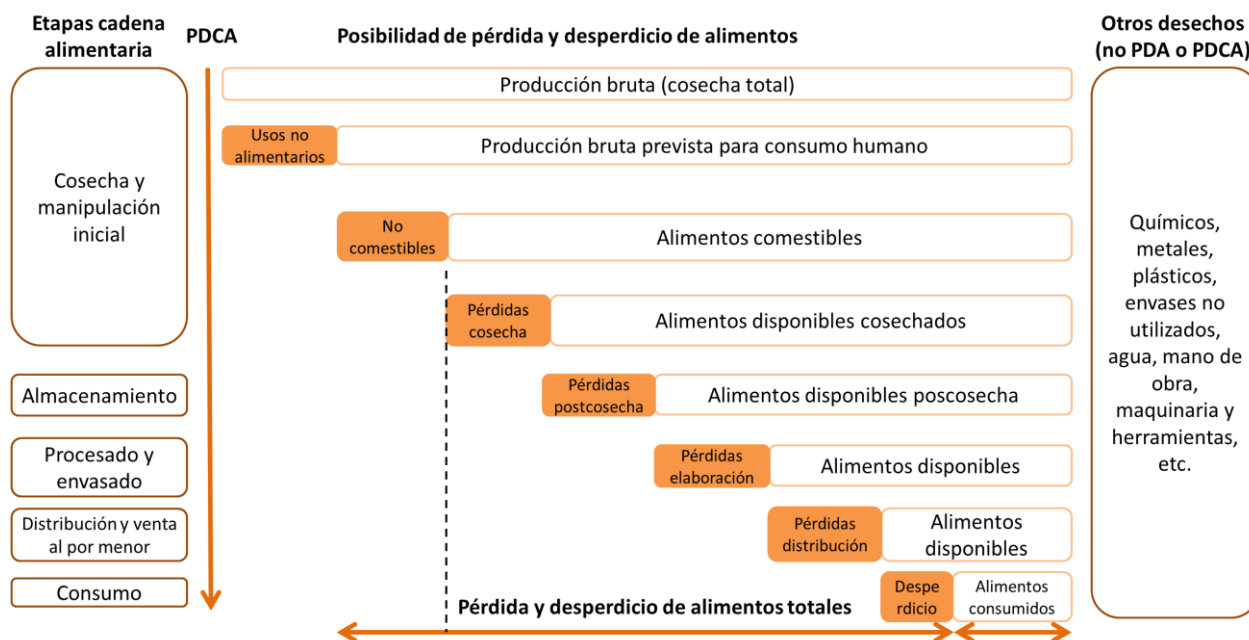 Etapas cadena
alimentaria
PDCA
Posibilidad de pérdida y desperdicio de alimentos
Otros desechos
(no PDA o PDCA)
Producción bruta (cosecha total)
Usos no
alimentarios
Producción bruta prevista para consumo humano
Cosecha y
manipulación
inicial
No
comestibles
Alimentos comestibles
Pérdidas
cosecha
Alimentos disponibles cosechados
Almacenamiento
Pérdidas
postcosecha
Alimentos disponibles poscosecha
Procesado y
envasado
Pérdidas
elaboración
Alimentos disponibles
Distribución y venta
al por menor
Pérdidas
distribución
Alimentos
disponibles
Consumo
Despe
rdicio
Alimentos
consumidos
Pérdida y desperdicio de alimentos totales
Químicos,
metales,
plásticos,
envases no
utilizados,
agua, mano de
obra,
maquinaria y
herramientas,
etc.